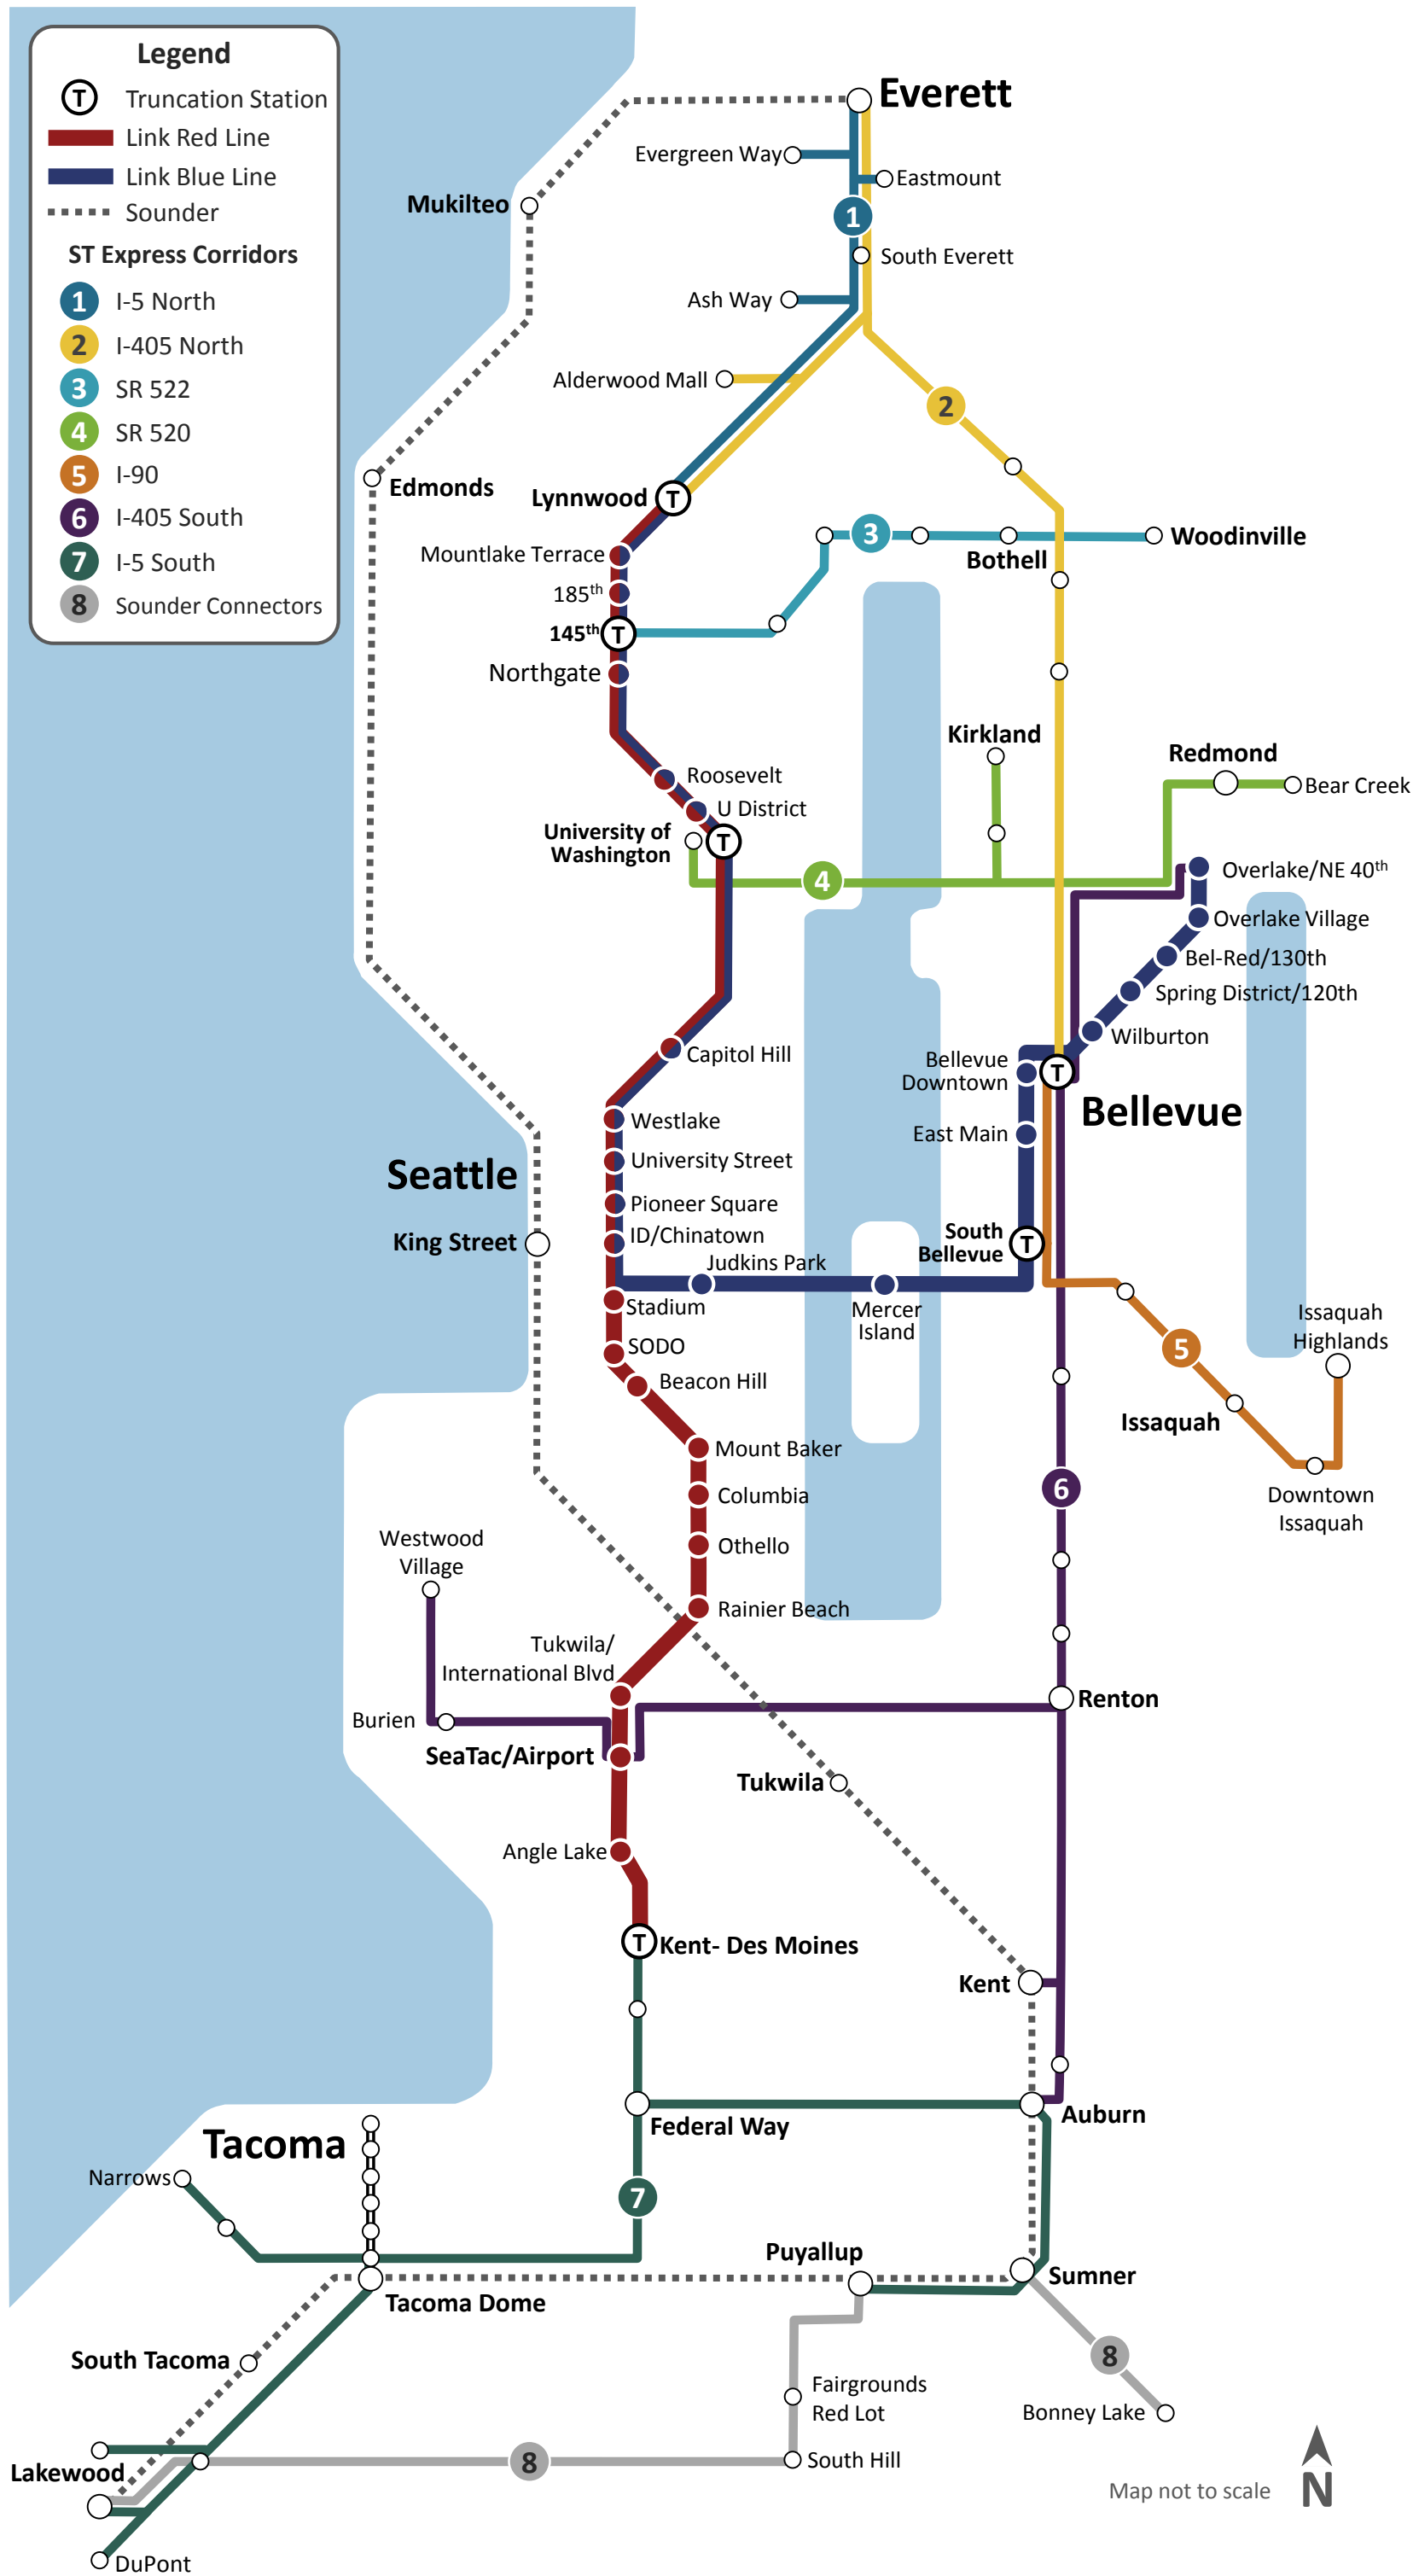 Legend
T Truncation Station
Link Red Line
Link Blue Line
Sounder
ST Express Corridors
1 I-5 North
2 I-405 North
3 SR 522
4 SR 520
5 I-90
6 I-405 South
7 I-5 South
8 Sounder Connectors
Everett
Evergreen Way
Eastmount
Mukilteo
1
South Everett
Ash Way
Alderwood Mall
2
Edmonds
Lynnwood T
3
Woodinville
Mountlake Terrace
Bothell
185th
145th T
Northgate
Kirkland
Redmond
Roosevelt
Bear Creek
U District
University of
Washington
T
4
Overlake/NE 40th
Overlake Village
Bel-Red/130th
Spring District/120th
Wilburton
Capitol Hill
Bellevue
Downtown
T
Bellevue
Westlake
East Main
University Street
Seattle
Pioneer Square
King Street
ID/Chinatown
South
Bellevue
T
Judkins Park
Stadium
Mercer
Island
Issaquah
Highlands
SODO
5
Beacon Hill
Issaquah
Mount Baker
6
Columbia
Downtown
Issaquah
Westwood
Village
Othello
Rainier Beach
Tukwila/
International Blvd
Renton
Burien
SeaTac/Airport
Tukwila
Angle Lake
T Kent- Des Moines
Kent
Federal Way
Auburn
Tacoma
Narrows
7
Puyallup
Sumner
Tacoma Dome
South Tacoma
8
Fairgrounds
Red Lot
Bonney Lake
South Hill
8
Lakewood
Map not to scale
N
DuPont